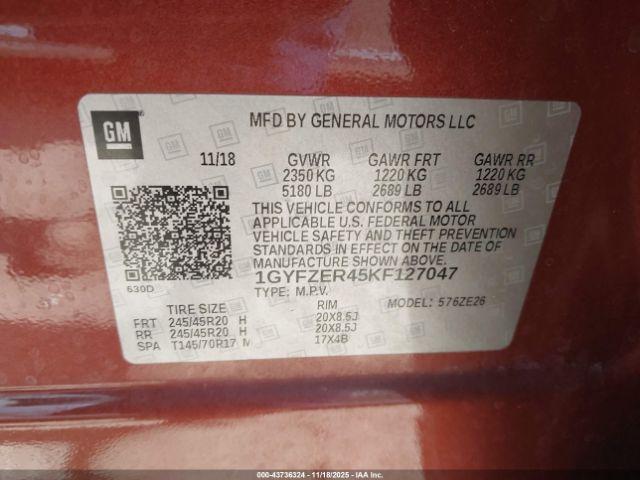 GM
MFD BY GENERAL MOTORS LLC
11/18 GVWR GAWR FRT GAWR RR
2350 KG 1220 KG 1220 KG
5180 LB 2689 LB 2689 LB
THIS VEHICLE CONFORMS TO ALL
APPLICABLE U.S. FEDERAL MOTOR
VEHICLE SAFETY AND THEFT PREVENTION
STANDARDS IN EFFECT ON THE DATE OF
MANUFACTURE SHOWN ABOVE.
1GYFZER45KF127047
630D
TYPE: M.P.V. MODEL: 576ZE26
TIRE SIZE RIM
FRT 245/45R20 H 20X8.5J
RR 245/45R20 H 20X8.5J
SPA T145/70R17 M 17X4B
000-43736324 - 11/18/2025 - IAAI.COM